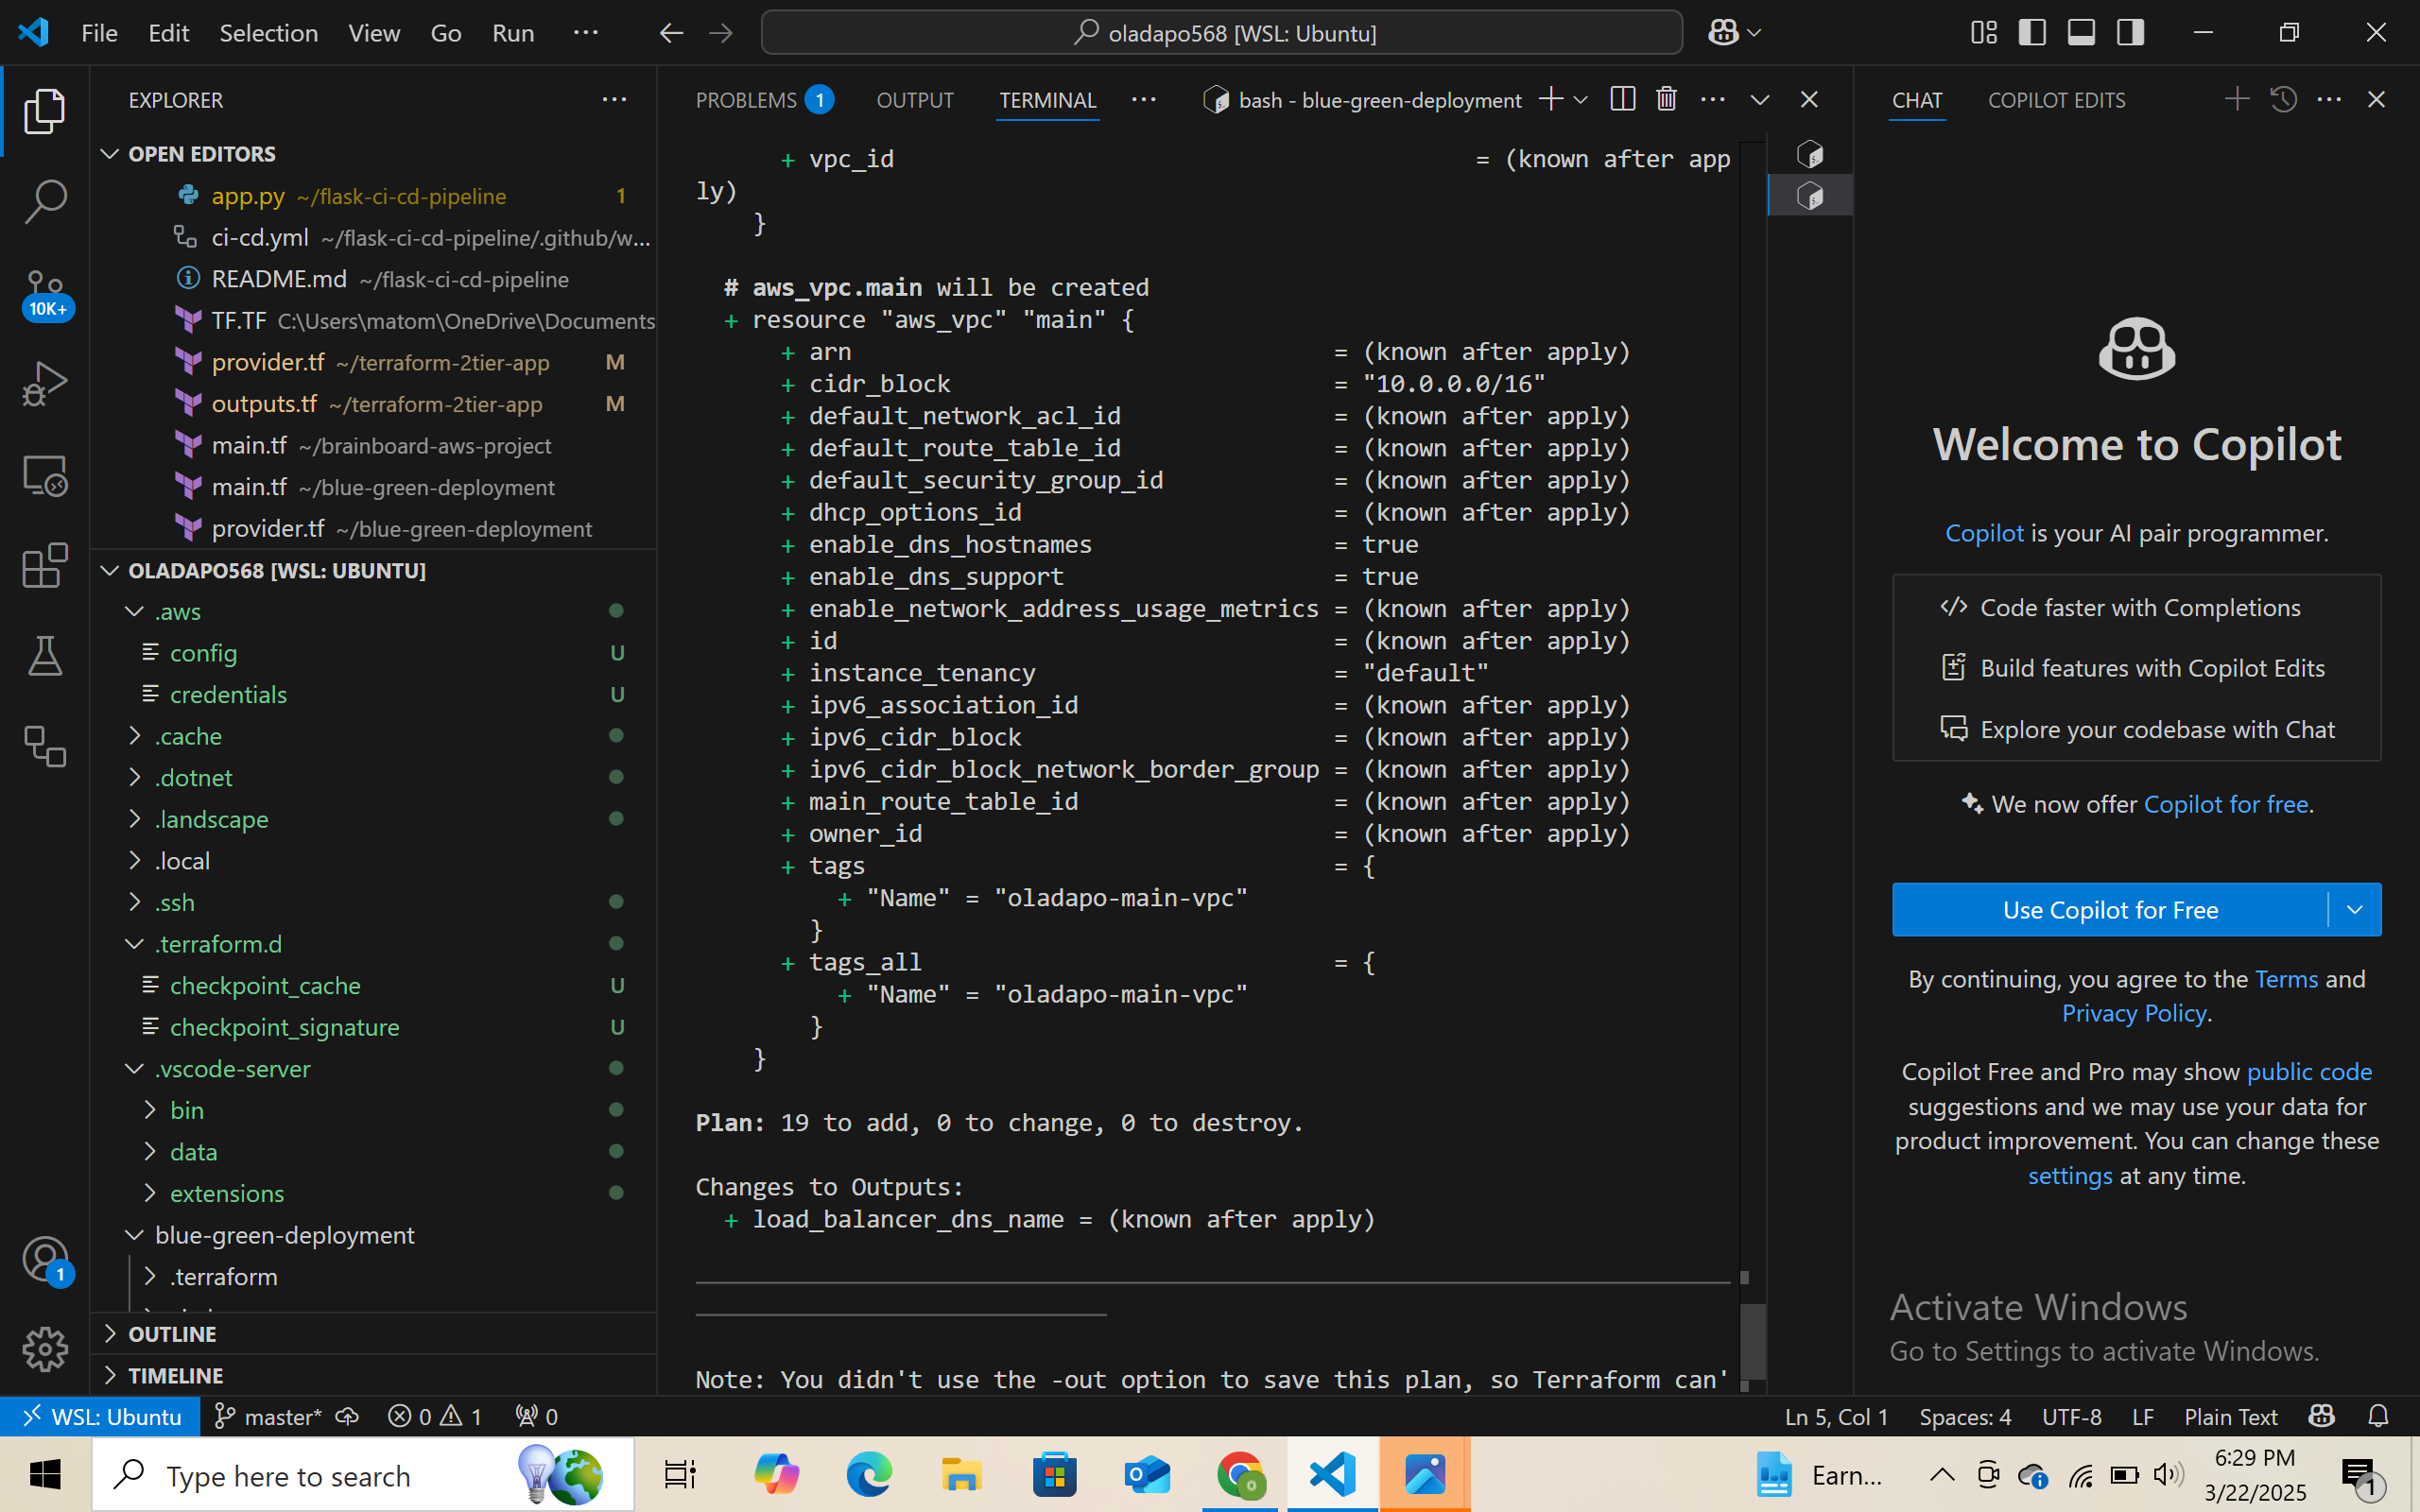 File Edit Selection View Go Run ···
oladapo568 [WSL: Ubuntu]
EXPLORER
OPEN EDITORS
app.py ~/flask-ci-cd-pipeline 1
ci-cd.yml ~/flask-ci-cd-pipeline/.github/w...
README.md ~/flask-ci-cd-pipeline
TF.TF C:\Users\matom\OneDrive\Documents
provider.tf ~/terraform-2tier-app M
outputs.tf ~/terraform-2tier-app M
main.tf ~/brainboard-aws-project
main.tf ~/blue-green-deployment
provider.tf ~/blue-green-deployment
OLADAPO568 [WSL: UBUNTU]
.aws
config U
credentials U
.cache
.dotnet
.landscape
.local
.ssh
.terraform.d
checkpoint_cache U
checkpoint_signature U
.vscode-server
bin
data
extensions
blue-green-deployment
.terraform
OUTLINE
TIMELINE
10K+
1
PROBLEMS 1 OUTPUT TERMINAL ··· bash - blue-green-deployment
+ vpc_id = (known after app
ly)
}
# aws_vpc.main will be created
+ resource "aws_vpc" "main" {
+ arn = (known after apply)
+ cidr_block = "10.0.0.0/16"
+ default_network_acl_id = (known after apply)
+ default_route_table_id = (known after apply)
+ default_security_group_id = (known after apply)
+ dhcp_options_id = (known after apply)
+ enable_dns_hostnames = true
+ enable_dns_support = true
+ enable_network_address_usage_metrics = (known after apply)
+ id = (known after apply)
+ instance_tenancy = "default"
+ ipv6_association_id = (known after apply)
+ ipv6_cidr_block = (known after apply)
+ ipv6_cidr_block_network_border_group = (known after apply)
+ main_route_table_id = (known after apply)
+ owner_id = (known after apply)
+ tags = {
+ "Name" = "oladapo-main-vpc"
}
+ tags_all = {
+ "Name" = "oladapo-main-vpc"
}
}
Plan: 19 to add, 0 to change, 0 to destroy.
Changes to Outputs:
+ load_balancer_dns_name = (known after apply)
Note: You didn't use the -out option to save this plan, so Terraform can'
CHAT COPILOT EDITS
Welcome to Copilot
Copilot is your AI pair programmer.
Code faster with Completions
Build features with Copilot Edits
Explore your codebase with Chat
We now offer Copilot for free.
Use Copilot for Free
By continuing, you agree to the Terms and
Privacy Policy.
Copilot Free and Pro may show public code
suggestions and we may use your data for
product improvement. You can change these
settings at any time.
Activate Windows
Go to Settings to activate Windows.
WSL: Ubuntu master* 0 1 0 Ln 5, Col 1 Spaces: 4 UTF-8 LF Plain Text
Type here to search
Earn...
6:29 PM
3/22/2025
1